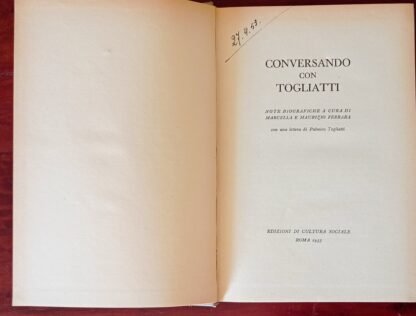 27.9.53.
CONVERSANDO
CON
TOGLIATTI
NOTE BIOGRAFICHE A CURA DI
MARCELLA E MAURIZIO FERRARA
con una lettera di Palmiro Togliatti
EDIZIONI DI CULTURA SOCIALE
ROMA 1953